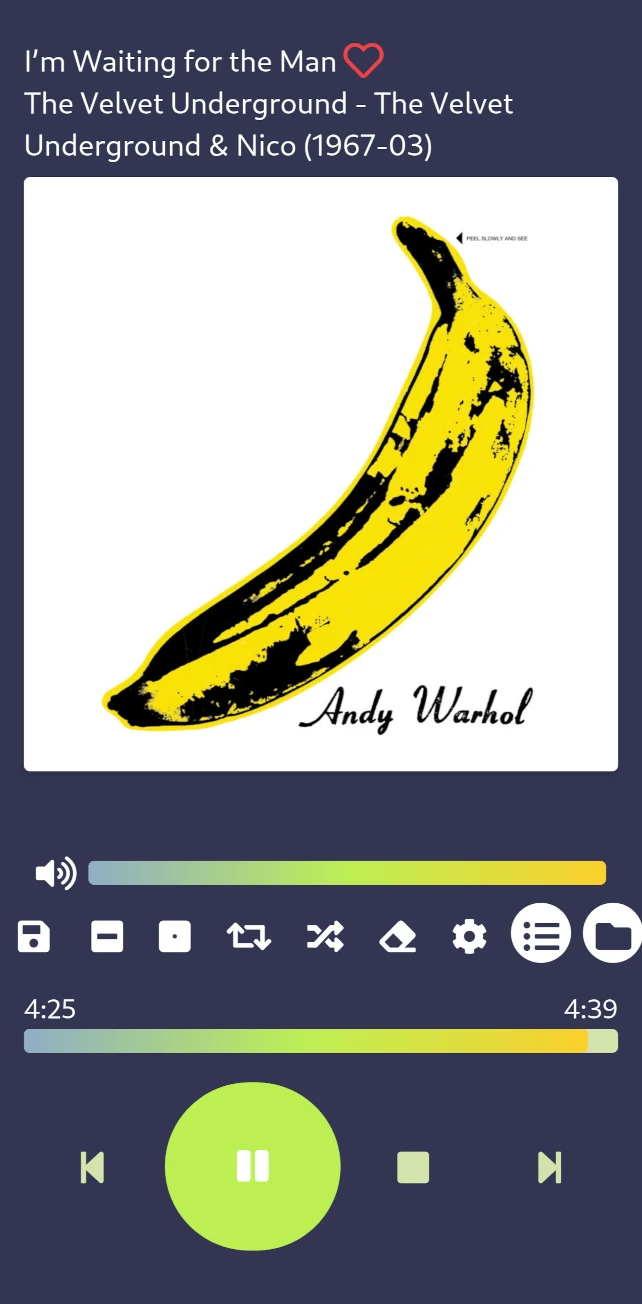 I'm Waiting for the Man
The Velvet Underground - The Velvet
Underground & Nico (1967-03)
PEEL SLOWLY AND SEE
Andy Warhol
4:25
4:39